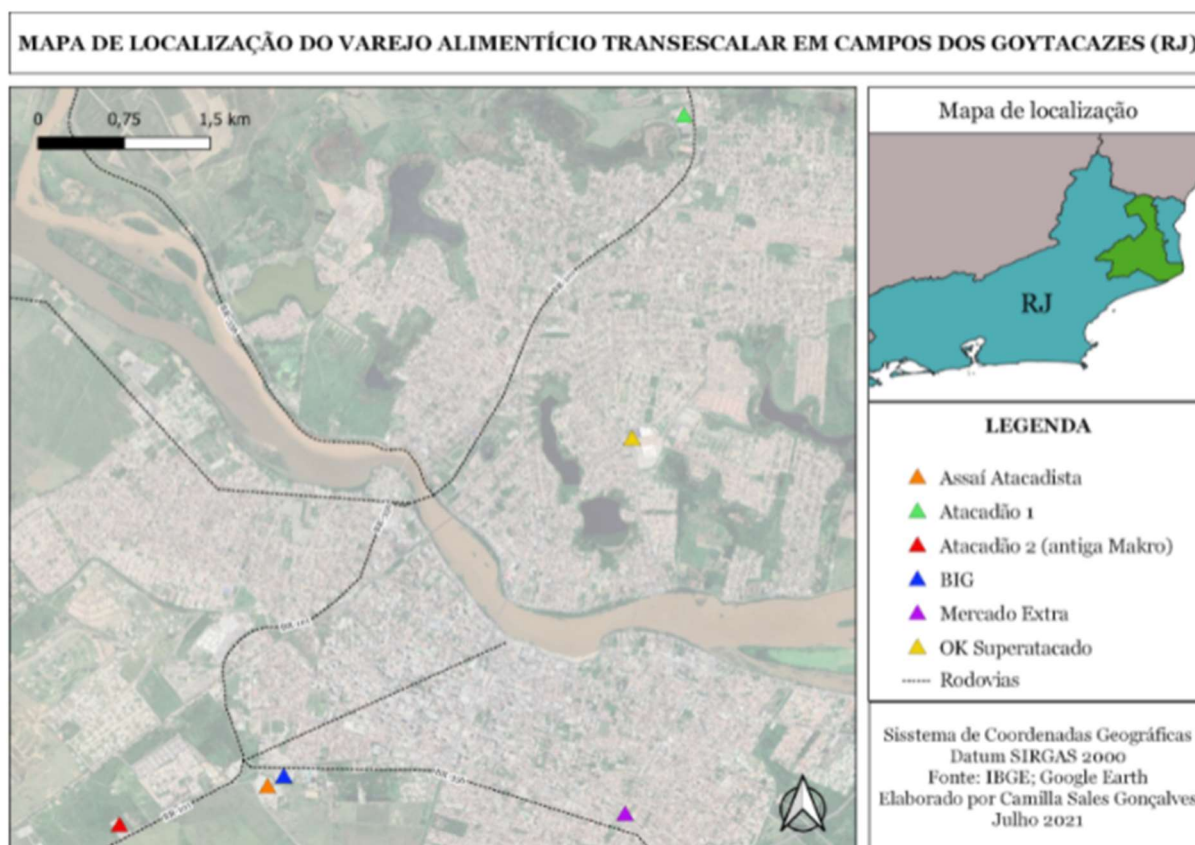 MAPA DE LOCALIZAÇÃO DO VAREJO ALIMENTÍCIO TRANSESCALAR EM CAMPOS DOS GOYTACAZES (RJ)
0 0,75 1,5 km
BR-101
Mapa de localização
RJ
LEGENDA
Assaí Atacadista
Atacadão 1
Atacadão 2 (antiga Makro)
BIG
Mercado Extra
OK Superatacado
Rodovias
Sisstema de Coordenadas Geográficas
Datum SIRGAS 2000
Fonte: IBGE; Google Earth
Elaborado por Camilla Sales Gonçalves
Julho 2021